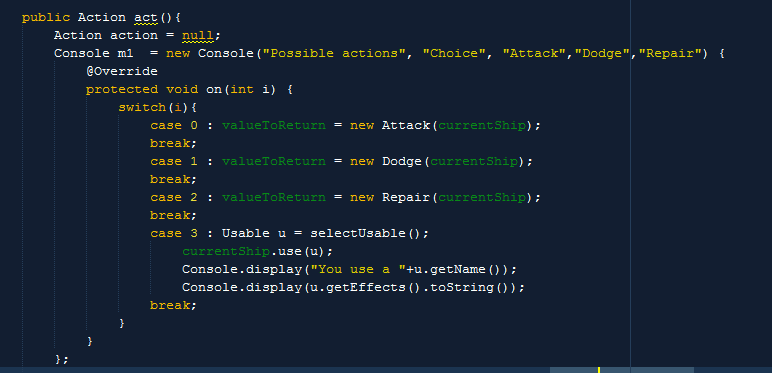 public Action act(){
Action action = null;
Console m1  = new Console("Possible actions", "Choice", "Attack","Dodge","Repair") {
@Override
protected void on(int i) {
switch(i){
case 0 : valueToReturn = new Attack(currentShip);
break;
case 1 : valueToReturn = new Dodge(currentShip);
break;
case 2 : valueToReturn = new Repair(currentShip);
break;
case 3 : Usable u = selectUsable();
currentShip.use(u);
Console.display("You use a "+u.getName());
Console.display(u.getEffects().toString());
break;
}
}
};